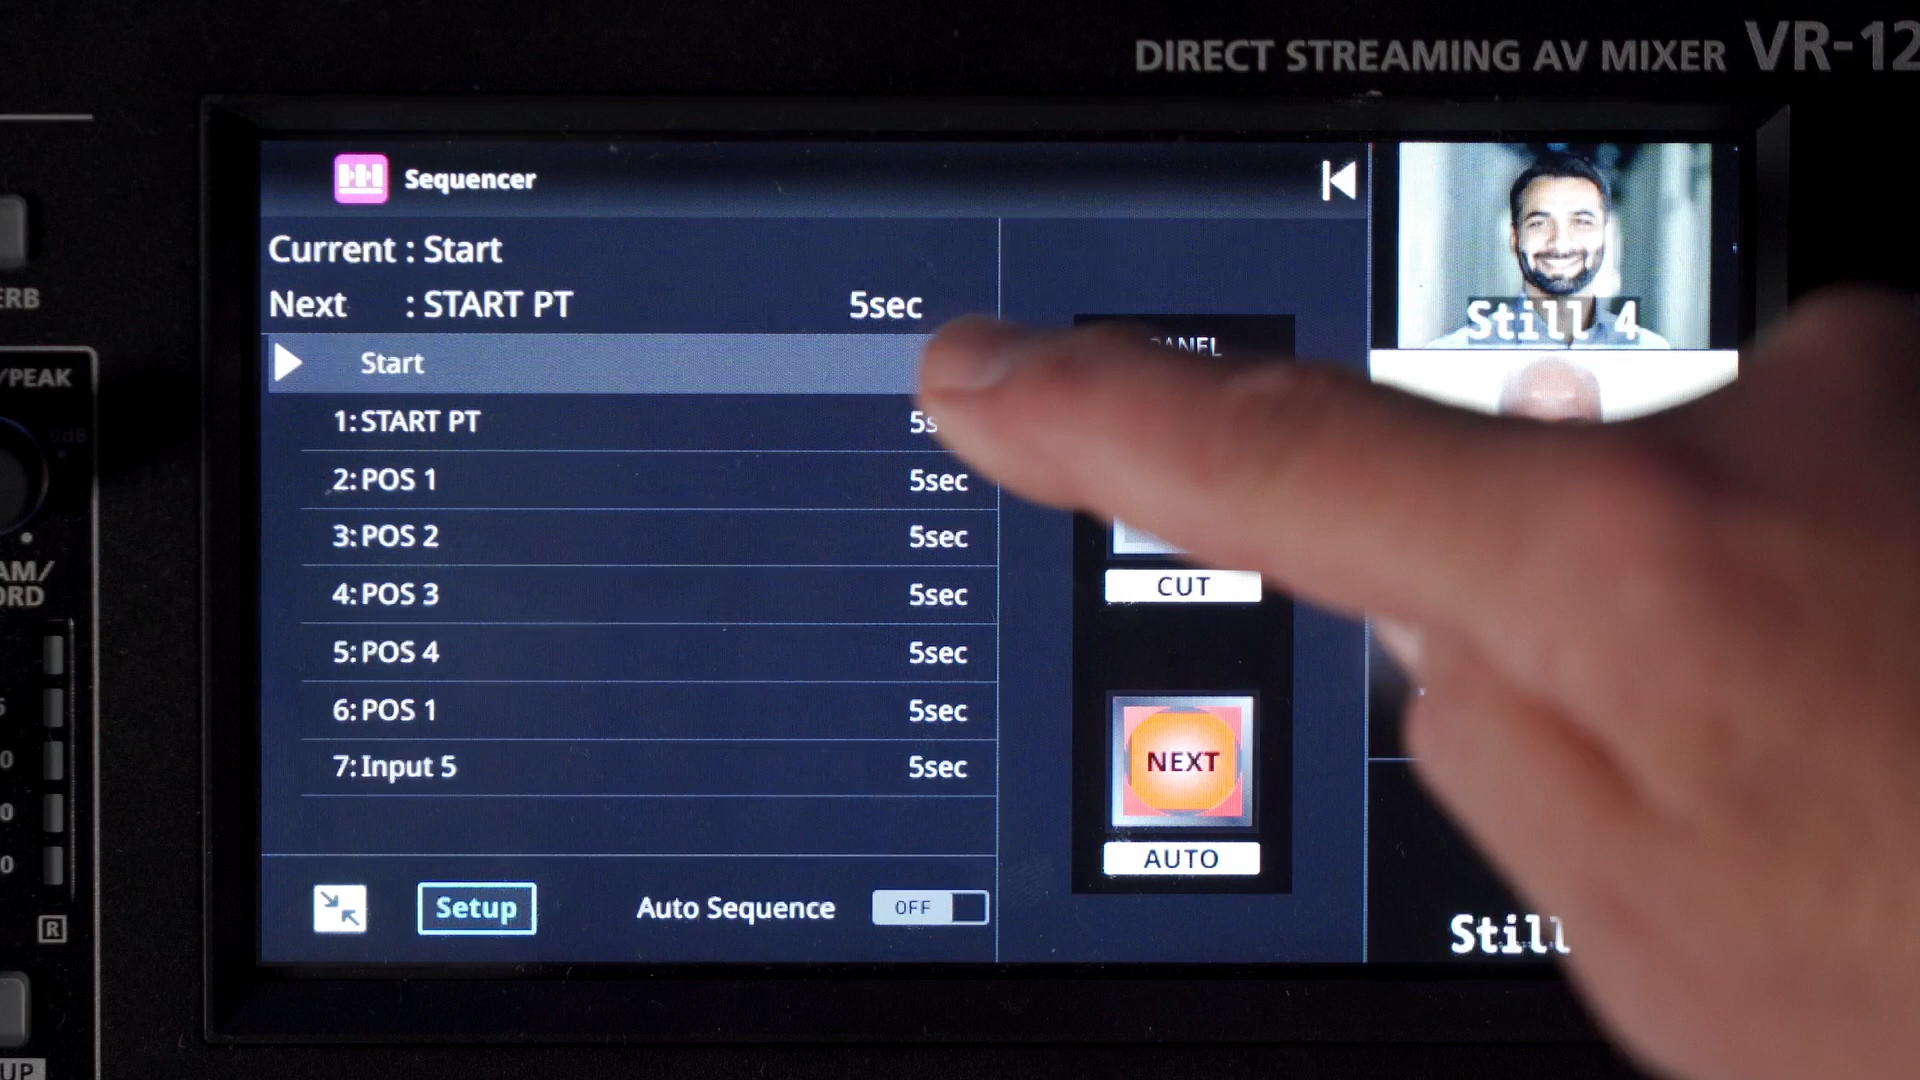 DIRECT STREAMING AV MIXER VR-12
Sequencer
Current : Start
Next : START PT 5sec
Start
1: START PT
2: POS 1 5sec
3: POS 2 5sec
4: POS 3 5sec
5: POS 4 5sec
6: POS 1 5sec
7: Input 5 5sec
Setup
Auto Sequence OFF
CUT
NEXT
AUTO
Still 4
Still
/PEAK
0dB
R
UP